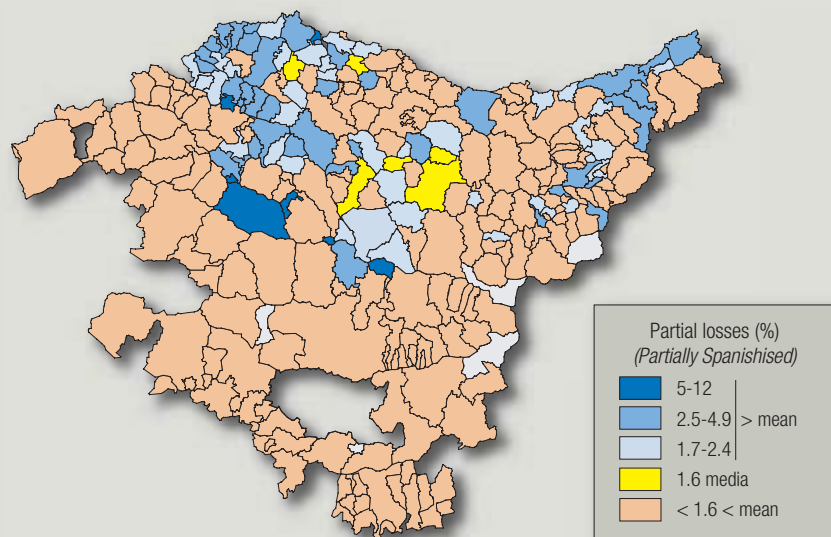 Partial losses (%)
(Partially Spanishised)
5-12
2.5-4.9 > mean
1.7-2.4
1.6 media
< 1.6 < mean